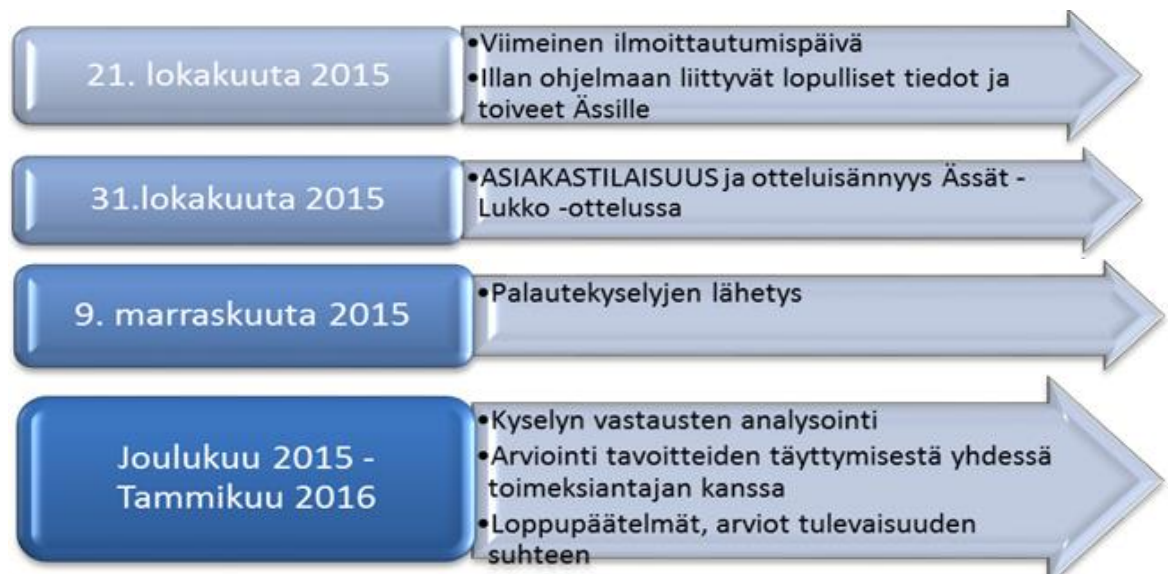 21. lokakuuta 2015
•Viimeinen ilmoittautumispäivä
•Illan ohjelmaan liittyvät lopulliset tiedot ja
toiveet Ässille
31.lokakuuta 2015
•ASIAKASTILAISUUS ja otteluisännyys Ässät -
Lukko -ottelussa
9. marraskuuta 2015
•Palautekyselyjen lähetys
Joulukuu 2015 -
Tammikuu 2016
•Kyselyn vastausten analysointi
•Arviointi tavoitteiden täyttymisestä yhdessä
toimeksiantajan kanssa
•Loppupäätelmät, arviot tulevaisuuden
suhteen